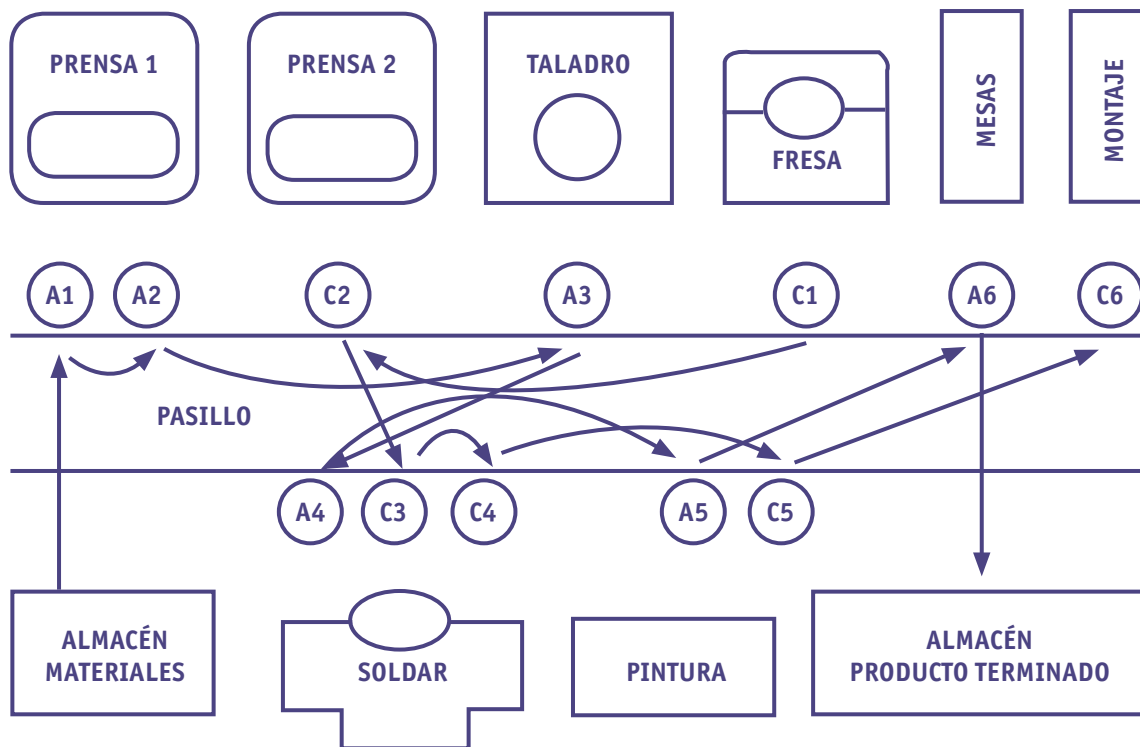 PRENSA 1
PRENSA 2
TALADRO
FRESA
MESAS
MONTAJE
A1
A2
C2
A3
C1
A6
C6
PASILLO
A4
C3
C4
A5
C5
ALMACÉN
MATERIALES
SOLDAR
PINTURA
ALMACÉN
PRODUCTO TERMINADO